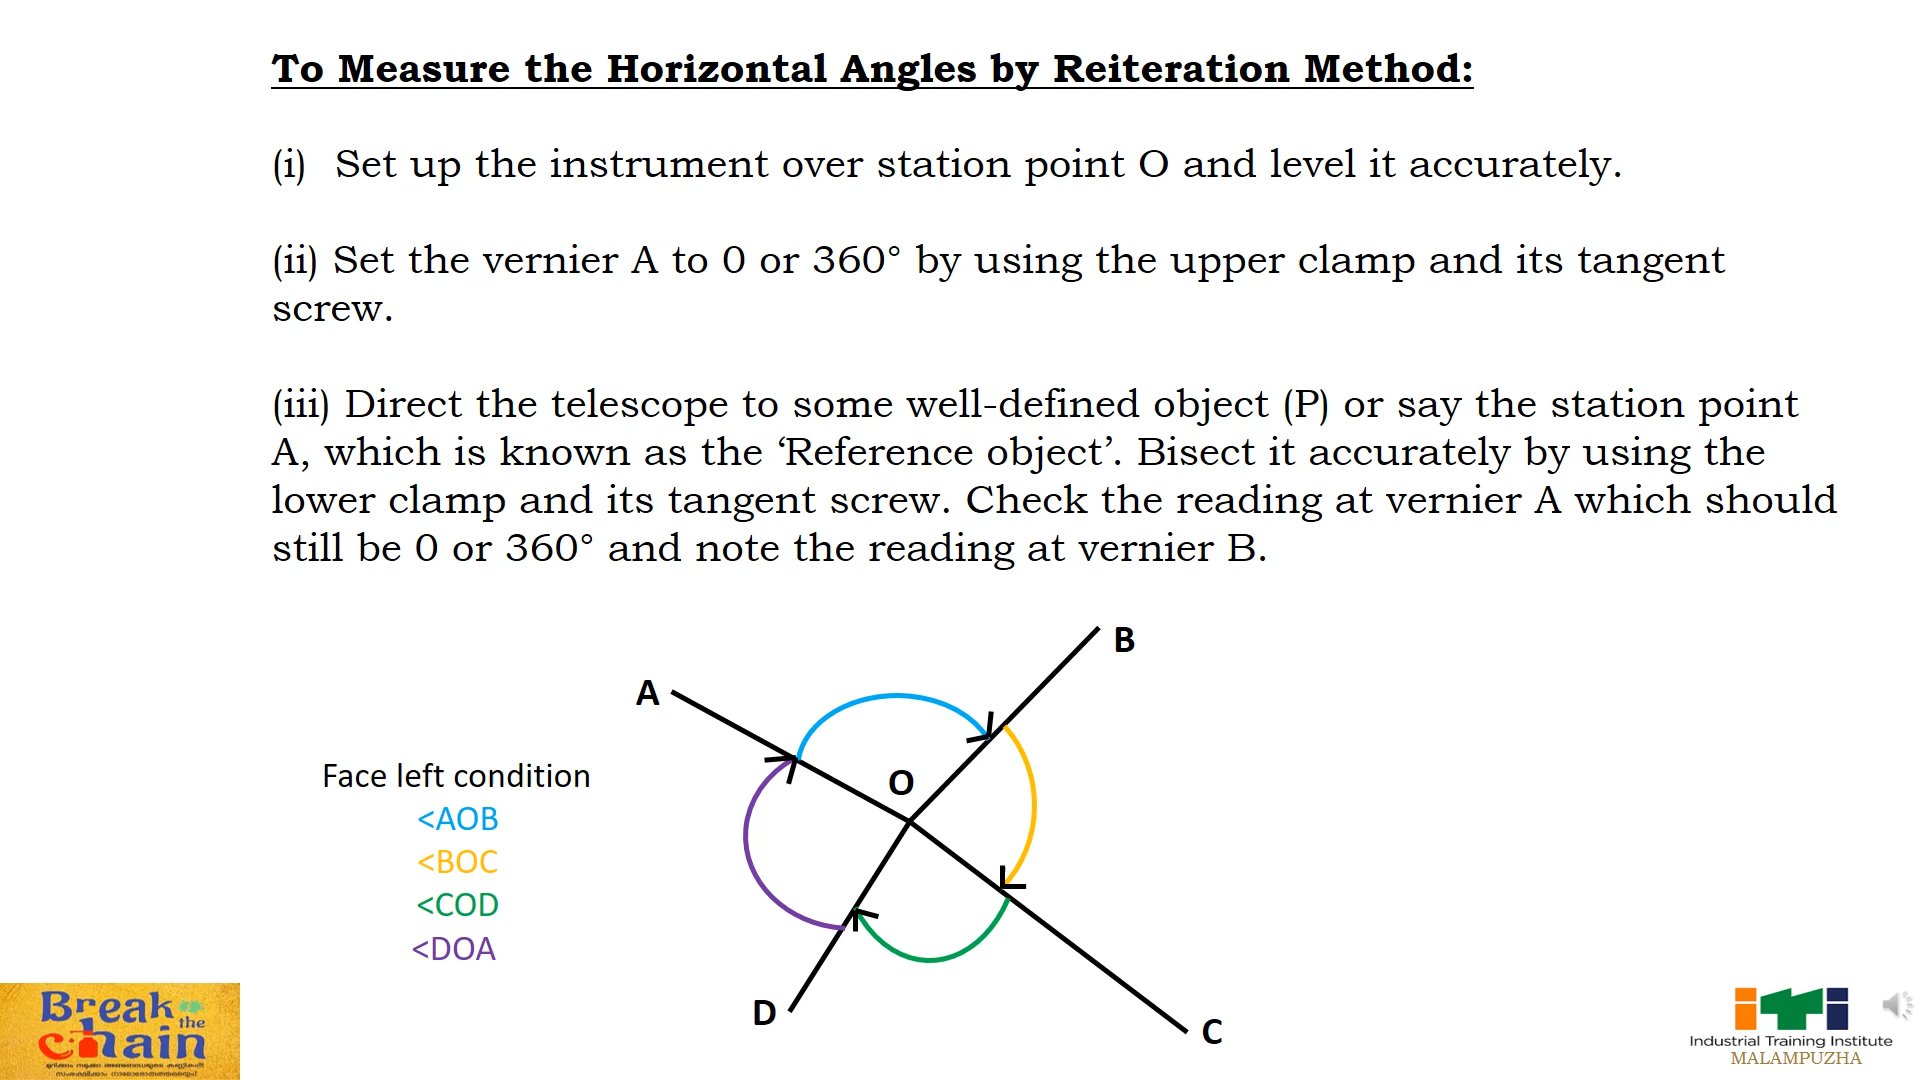 To Measure the Horizontal Angles by Reiteration Method:
(i) Set up the instrument over station point O and level it accurately.
(ii) Set the vernier A to 0 or 360° by using the upper clamp and its tangent
screw.
(iii) Direct the telescope to some well-defined object (P) or say the station point
A, which is known as the ‘Reference object’. Bisect it accurately by using the
lower clamp and its tangent screw. Check the reading at vernier A which should
still be 0 or 360° and note the reading at vernier B.
B
A
O
Face left condition
<AOB
<BOC
<COD
<DOA
D
C
Break
the
chain
iTi
Industrial Training Institute
MALAMPUZHA